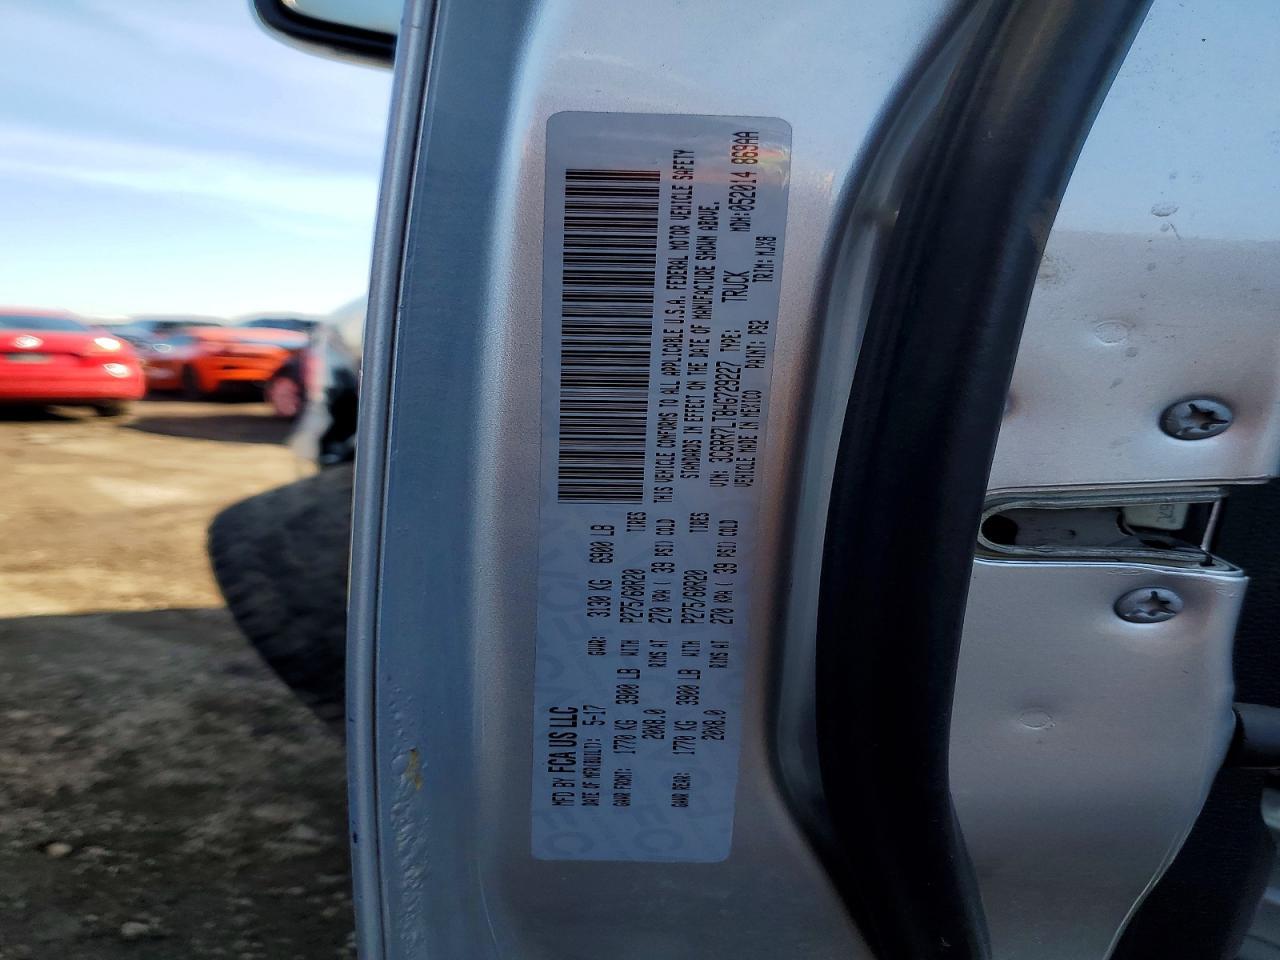 MFD BY FCA US LLC
DATE OF MFR(BUILT): 5-17 GVWR: 3130 KG 6900 LB
GAWR FRONT: 1770 KG 3900 LB WITH P275/60R20 TIRES
20X8.0 RIMS AT 270 KPA ( 39 PSI) COLD
GAWR REAR: 1770 KG 3900 LB WITH P275/60R20 TIRES
20X8.0 RIMS AT 270 KPA ( 39 PSI) COLD
THIS VEHICLE CONFORMS TO ALL APPLICABLE U.S.A. FEDERAL MOTOR VEHICLE SAFETY
STANDARDS IN EFFECT ON THE DATE OF MANUFACTURE SHOWN ABOVE.
VIN: 3C6RR7LT8HG729227 TYPE: TRUCK MDH:052014 869AA
VEHICLE MADE IN MEXICO PAINT: PS2 TRIM: MJX8